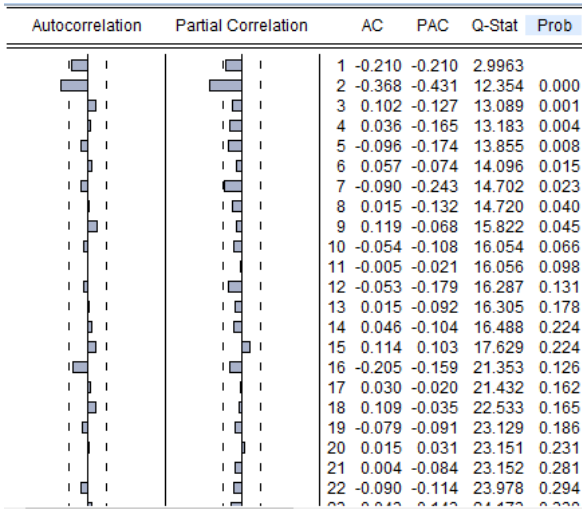 Autocorrelation Partial Correlation AC PAC Q-Stat Prob
1 -0.210 -0.210 2.9963
2 -0.368 -0.431 12.354 0.000
3 0.102 -0.127 13.089 0.001
4 0.036 -0.165 13.183 0.004
5 -0.096 -0.174 13.855 0.008
6 0.057 -0.074 14.096 0.015
7 -0.090 -0.243 14.702 0.023
8 0.015 -0.132 14.720 0.040
9 0.119 -0.068 15.822 0.045
10 -0.054 -0.108 16.054 0.066
11 -0.005 -0.021 16.056 0.098
12 -0.053 -0.179 16.287 0.131
13 0.015 -0.092 16.305 0.178
14 0.046 -0.104 16.488 0.224
15 0.114 0.103 17.629 0.224
16 -0.205 -0.159 21.353 0.126
17 0.030 -0.020 21.432 0.162
18 0.109 -0.035 22.533 0.165
19 -0.079 -0.091 23.129 0.186
20 0.015 0.031 23.151 0.231
21 0.004 -0.084 23.152 0.281
22 -0.090 -0.114 23.978 0.294